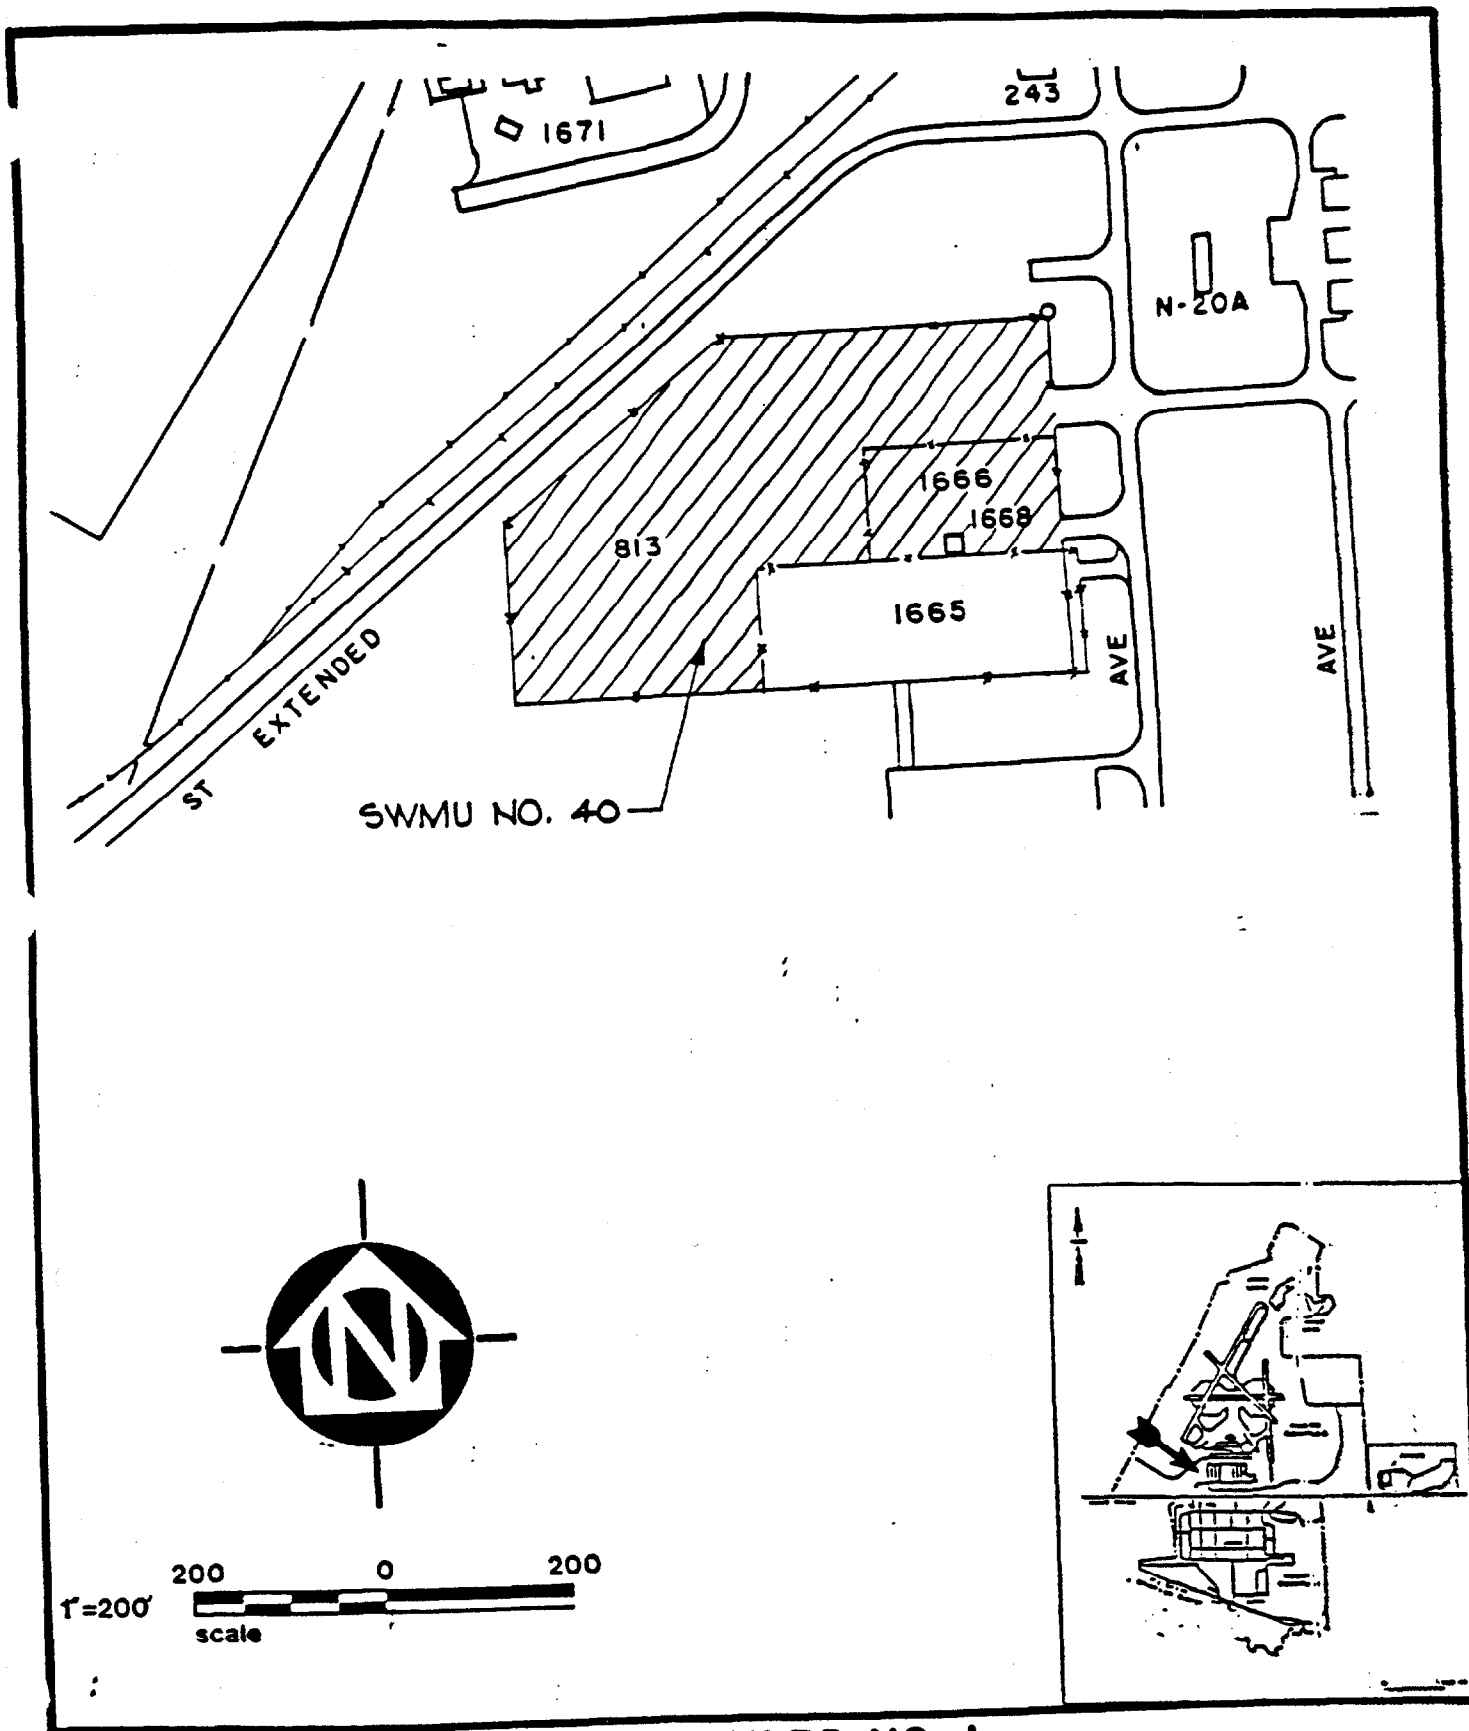 243
1671
N-20A
1666
1668
813
1665
AVE
AVE
EXTENDED
ST
SWMU NO. 40
N
200 0 200
1"=200'
scale